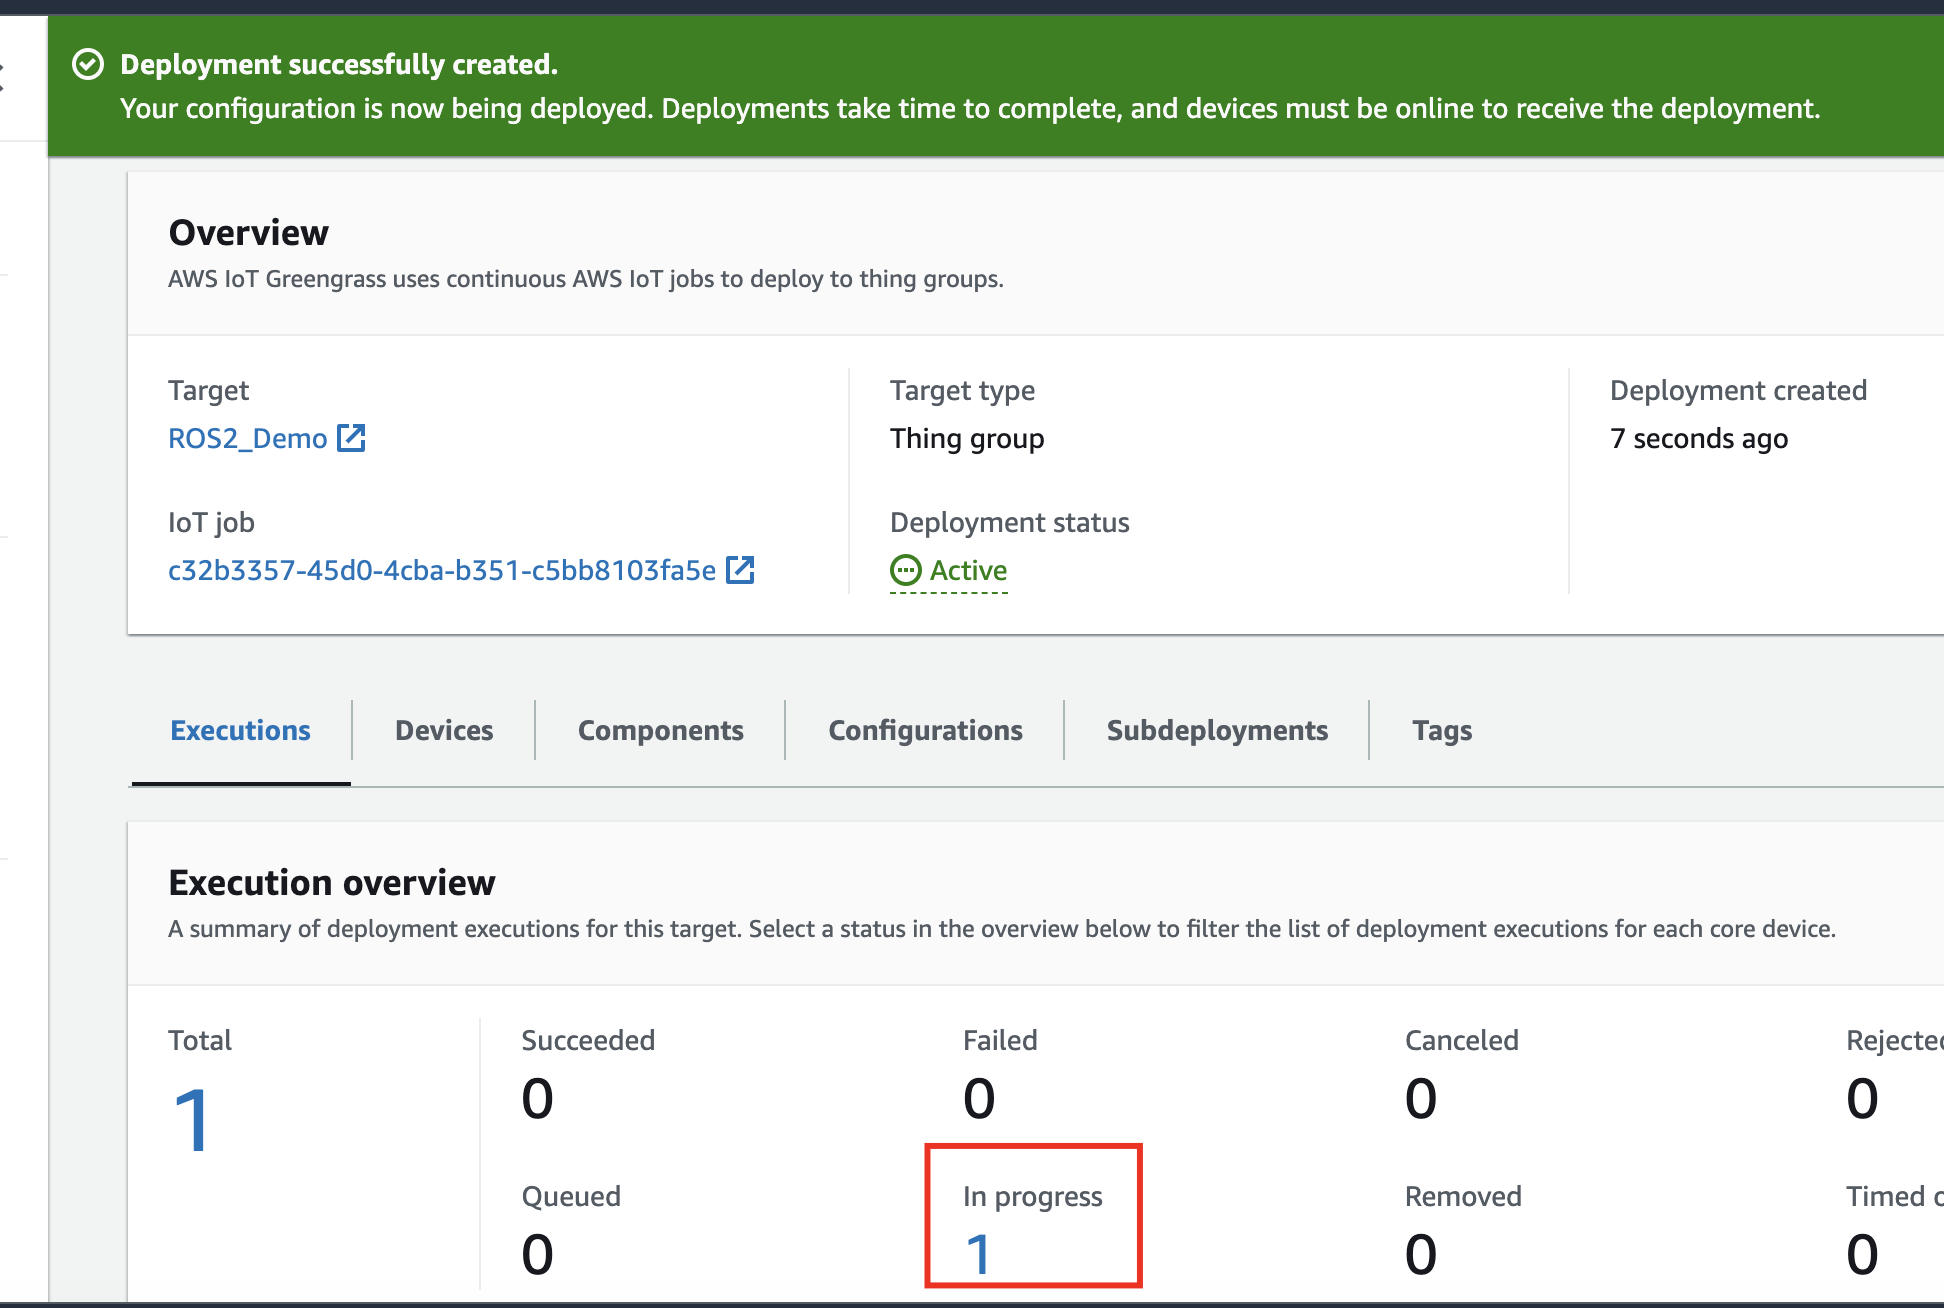 Deployment successfully created.
Your configuration is now being deployed. Deployments take time to complete, and devices must be online to receive the deployment.
Overview
AWS IoT Greengrass uses continuous AWS IoT jobs to deploy to thing groups.
Target
ROS2_Demo
Target type
Thing group
Deployment created
7 seconds ago
IoT job
c32b3357-45d0-4cba-b351-c5bb8103fa5e
Deployment status
Active
Executions Devices Components Configurations Subdeployments Tags
Execution overview
A summary of deployment executions for this target. Select a status in the overview below to filter the list of deployment executions for each core device.
Total
1
Succeeded
0
Failed
0
Canceled
0
Rejected
0
Queued
0
In progress
1
Removed
0
Timed o
0